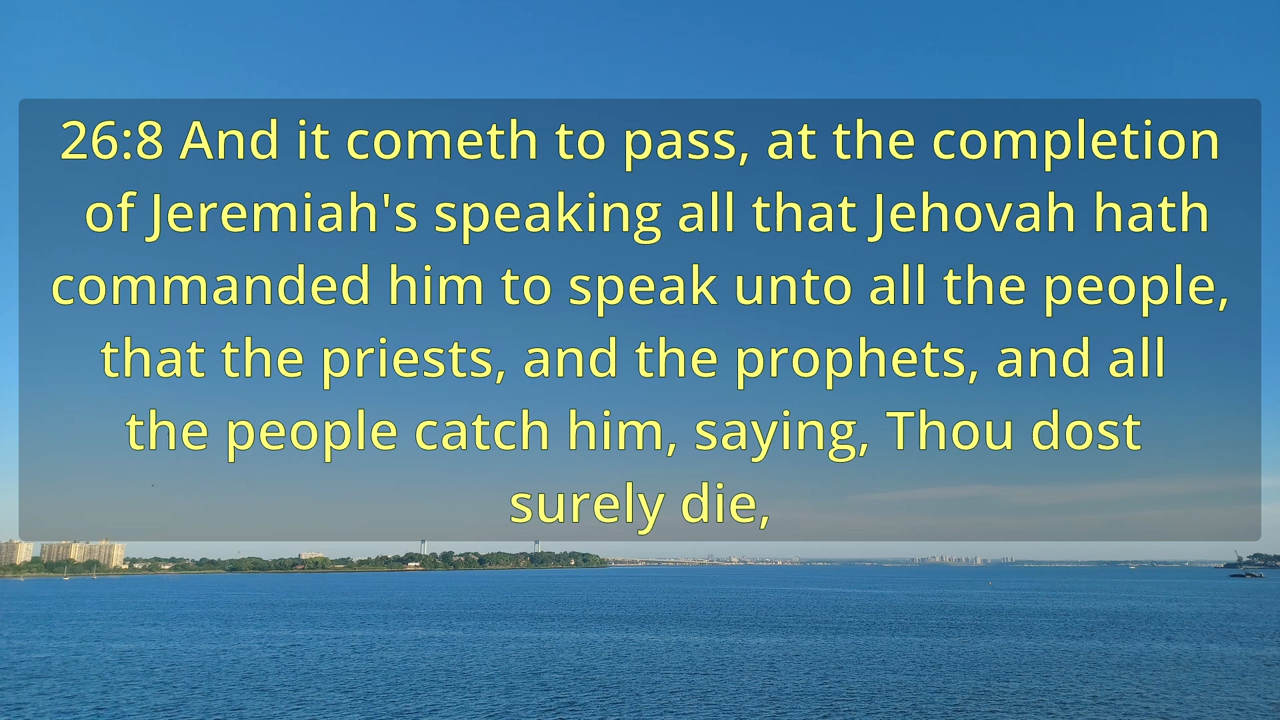 26:8 And it cometh to pass, at the completion
of Jeremiah's speaking all that Jehovah hath
commanded him to speak unto all the people,
that the priests, and the prophets, and all
the people catch him, saying, Thou dost
surely die,